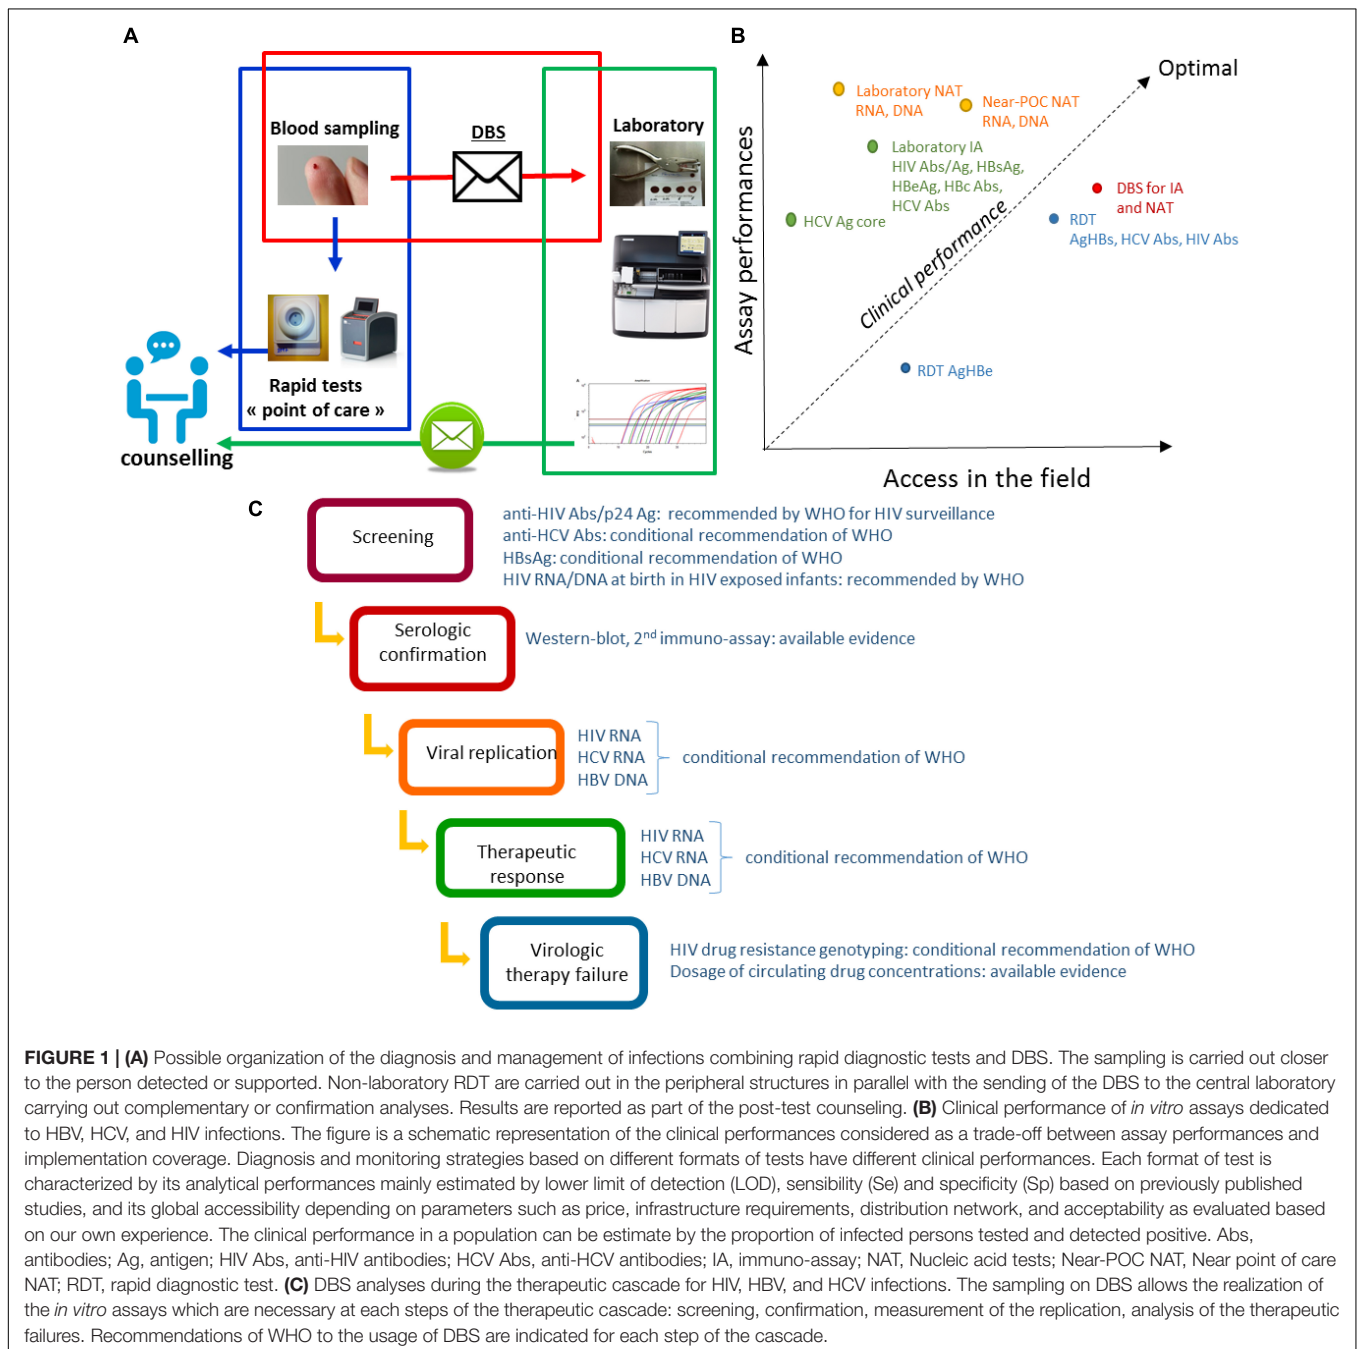 A
Blood sampling
DBS
Laboratory
Rapid tests
« point of care »
counselling
B
Optimal
Laboratory NAT
RNA, DNA
Near-POC NAT
RNA, DNA
Laboratory IA
HIV Abs/Ag, HBsAg,
HBeAg, HBc Abs,
HCV Abs
HCV Ag core
DBS for IA
and NAT
RDT
AgHBs, HCV Abs, HIV Abs
RDT AgHBe
Clinical performance
Assay performances
Access in the field
C
Screening
anti-HIV Abs/p24 Ag: recommended by WHO for HIV surveillance
anti-HCV Abs: conditional recommendation of WHO
HBsAg: conditional recommendation of WHO
HIV RNA/DNA at birth in HIV exposed infants: recommended by WHO
Serologic
confirmation
Western-blot, 2nd immuno-assay: available evidence
Viral replication
HIV RNA
HCV RNA
HBV DNA
conditional recommendation of WHO
Therapeutic
response
HIV RNA
HCV RNA
HBV DNA
conditional recommendation of WHO
Virologic
therapy failure
HIV drug resistance genotyping: conditional recommendation of WHO
Dosage of circulating drug concentrations: available evidence
FIGURE 1 | (A) Possible organization of the diagnosis and management of infections combining rapid diagnostic tests and DBS. The sampling is carried out closer
to the person detected or supported. Non-laboratory RDT are carried out in the peripheral structures in parallel with the sending of the DBS to the central laboratory
carrying out complementary or confirmation analyses. Results are reported as part of the post-test counseling. (B) Clinical performance of in vitro assays dedicated
to HBV, HCV, and HIV infections. The figure is a schematic representation of the clinical performances considered as a trade-off between assay performances and
implementation coverage. Diagnosis and monitoring strategies based on different formats of tests have different clinical performances. Each format of test is
characterized by its analytical performances mainly estimated by lower limit of detection (LOD), sensibility (Se) and specificity (Sp) based on previously published
studies, and its global accessibility depending on parameters such as price, infrastructure requirements, distribution network, and acceptability as evaluated based
on our own experience. The clinical performance in a population can be estimate by the proportion of infected persons tested and detected positive. Abs,
antibodies; Ag, antigen; HIV Abs, anti-HIV antibodies; HCV Abs, anti-HCV antibodies; IA, immuno-assay; NAT, Nucleic acid tests; Near-POC NAT, Near point of care
NAT; RDT, rapid diagnostic test. (C) DBS analyses during the therapeutic cascade for HIV, HBV, and HCV infections. The sampling on DBS allows the realization of
the in vitro assays which are necessary at each steps of the therapeutic cascade: screening, confirmation, measurement of the replication, analysis of the therapeutic
failures. Recommendations of WHO to the usage of DBS are indicated for each step of the cascade.